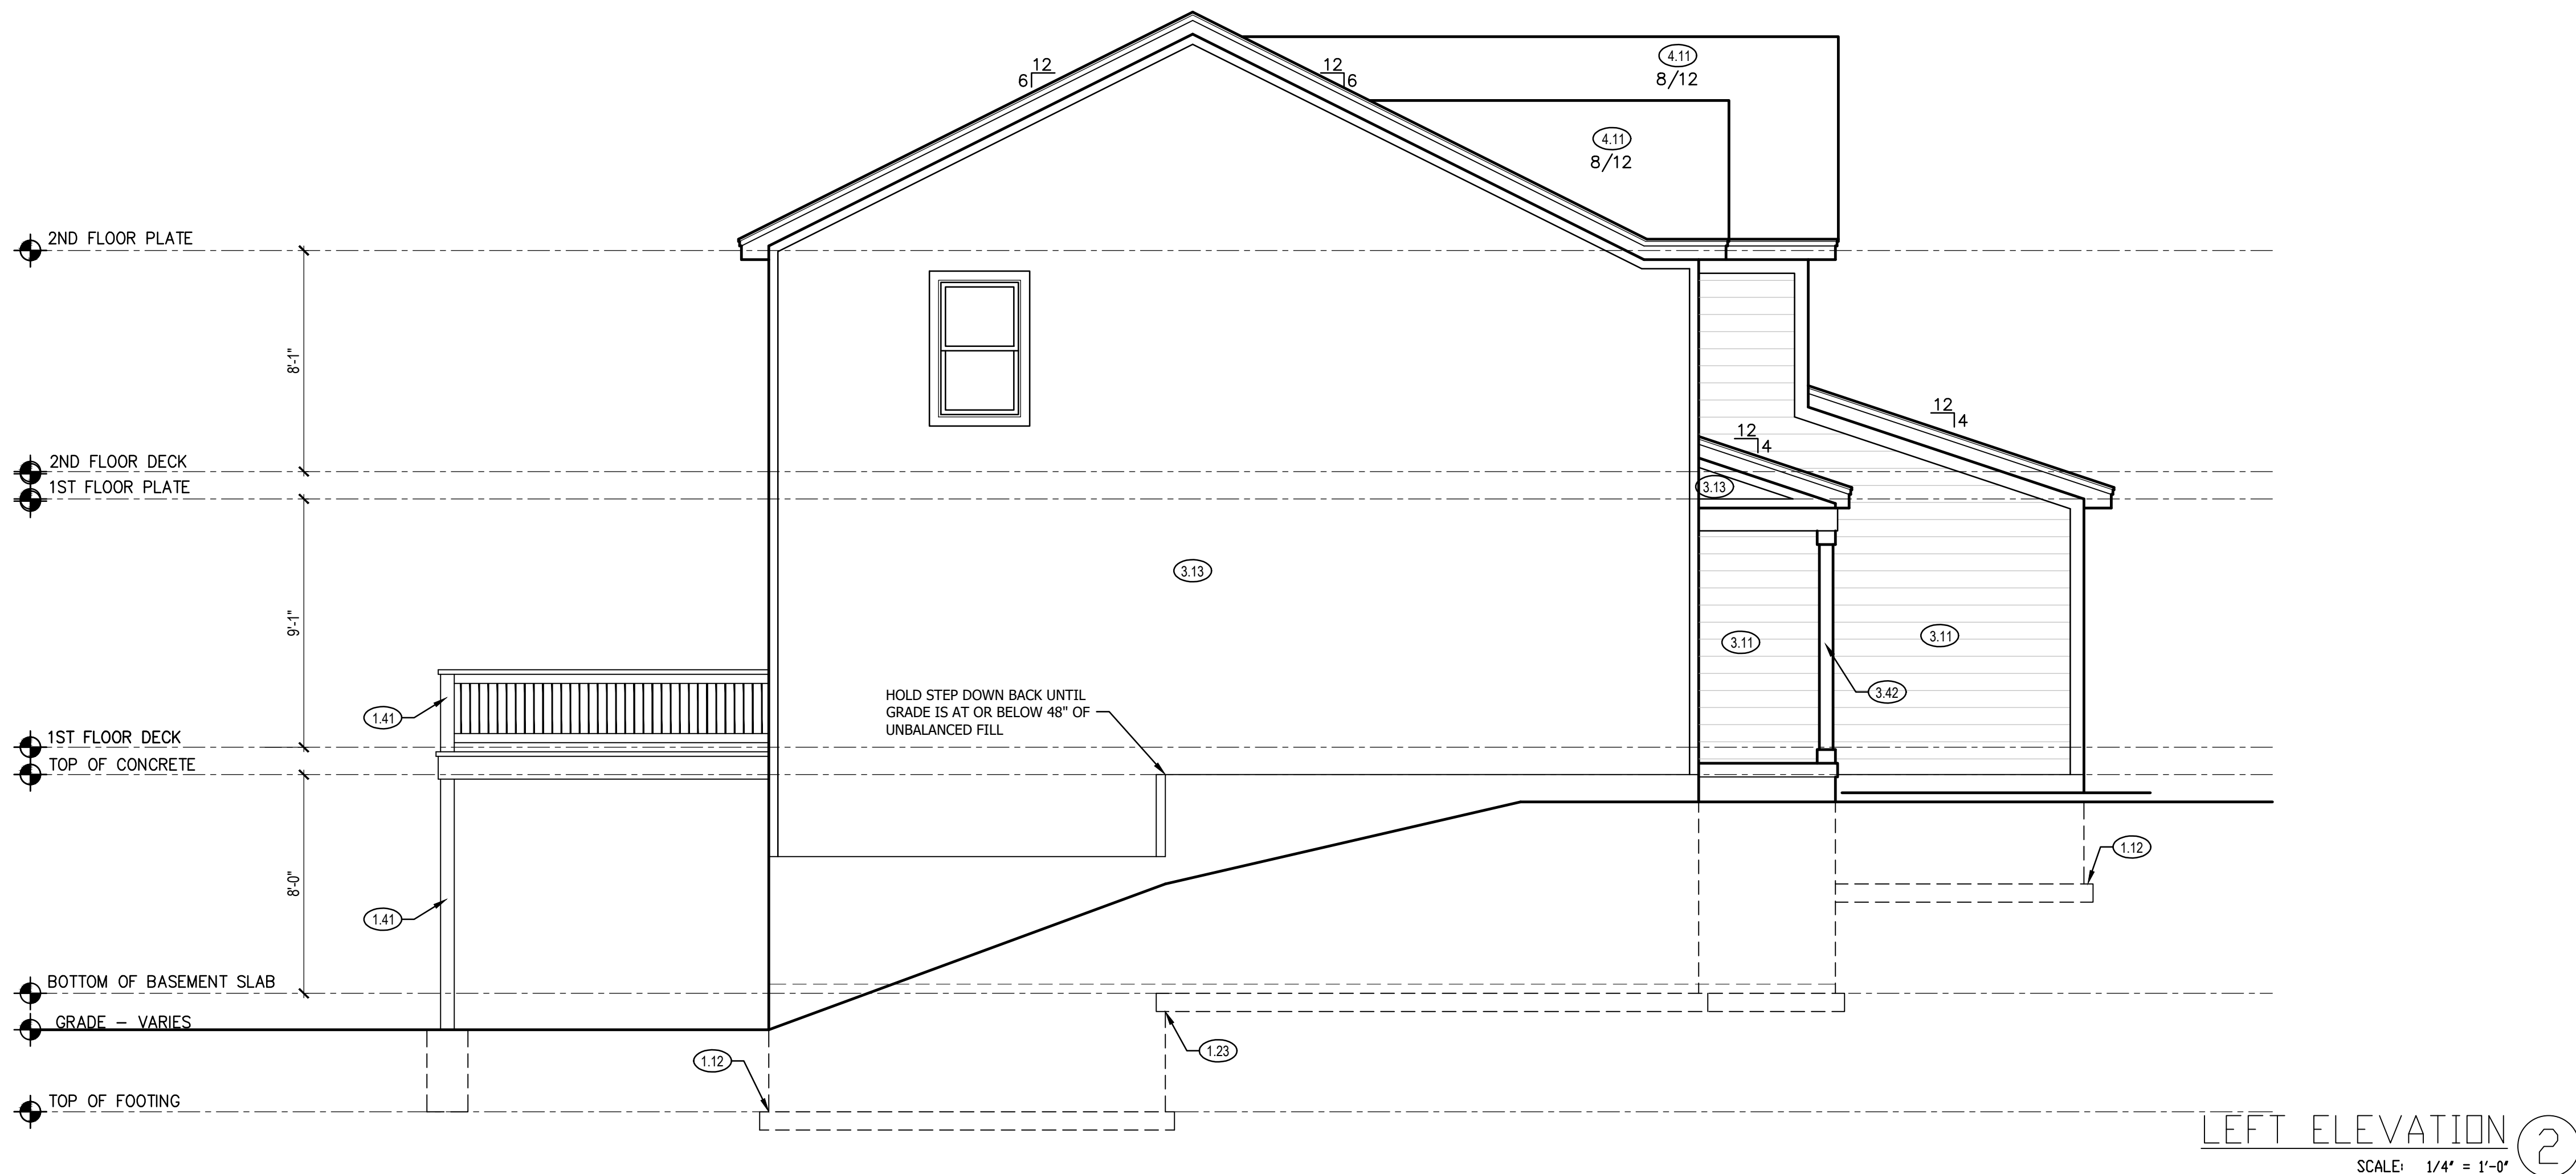 12
6
12
6
4.11
8/12
4.11
8/12
2ND FLOOR PLATE
8'-1"
12
4
12
4
2ND FLOOR DECK
1ST FLOOR PLATE
3.13
3.13
9'-1"
3.11
3.11
3.42
1.41
HOLD STEP DOWN BACK UNTIL
GRADE IS AT OR BELOW 48" OF
UNBALANCED FILL
1ST FLOOR DECK
TOP OF CONCRETE
1.12
8'-0"
1.41
BOTTOM OF BASEMENT SLAB
GRADE - VARIES
1.23
1.12
TOP OF FOOTING
LEFT ELEVATION 2
SCALE: 1/4" = 1'-0"